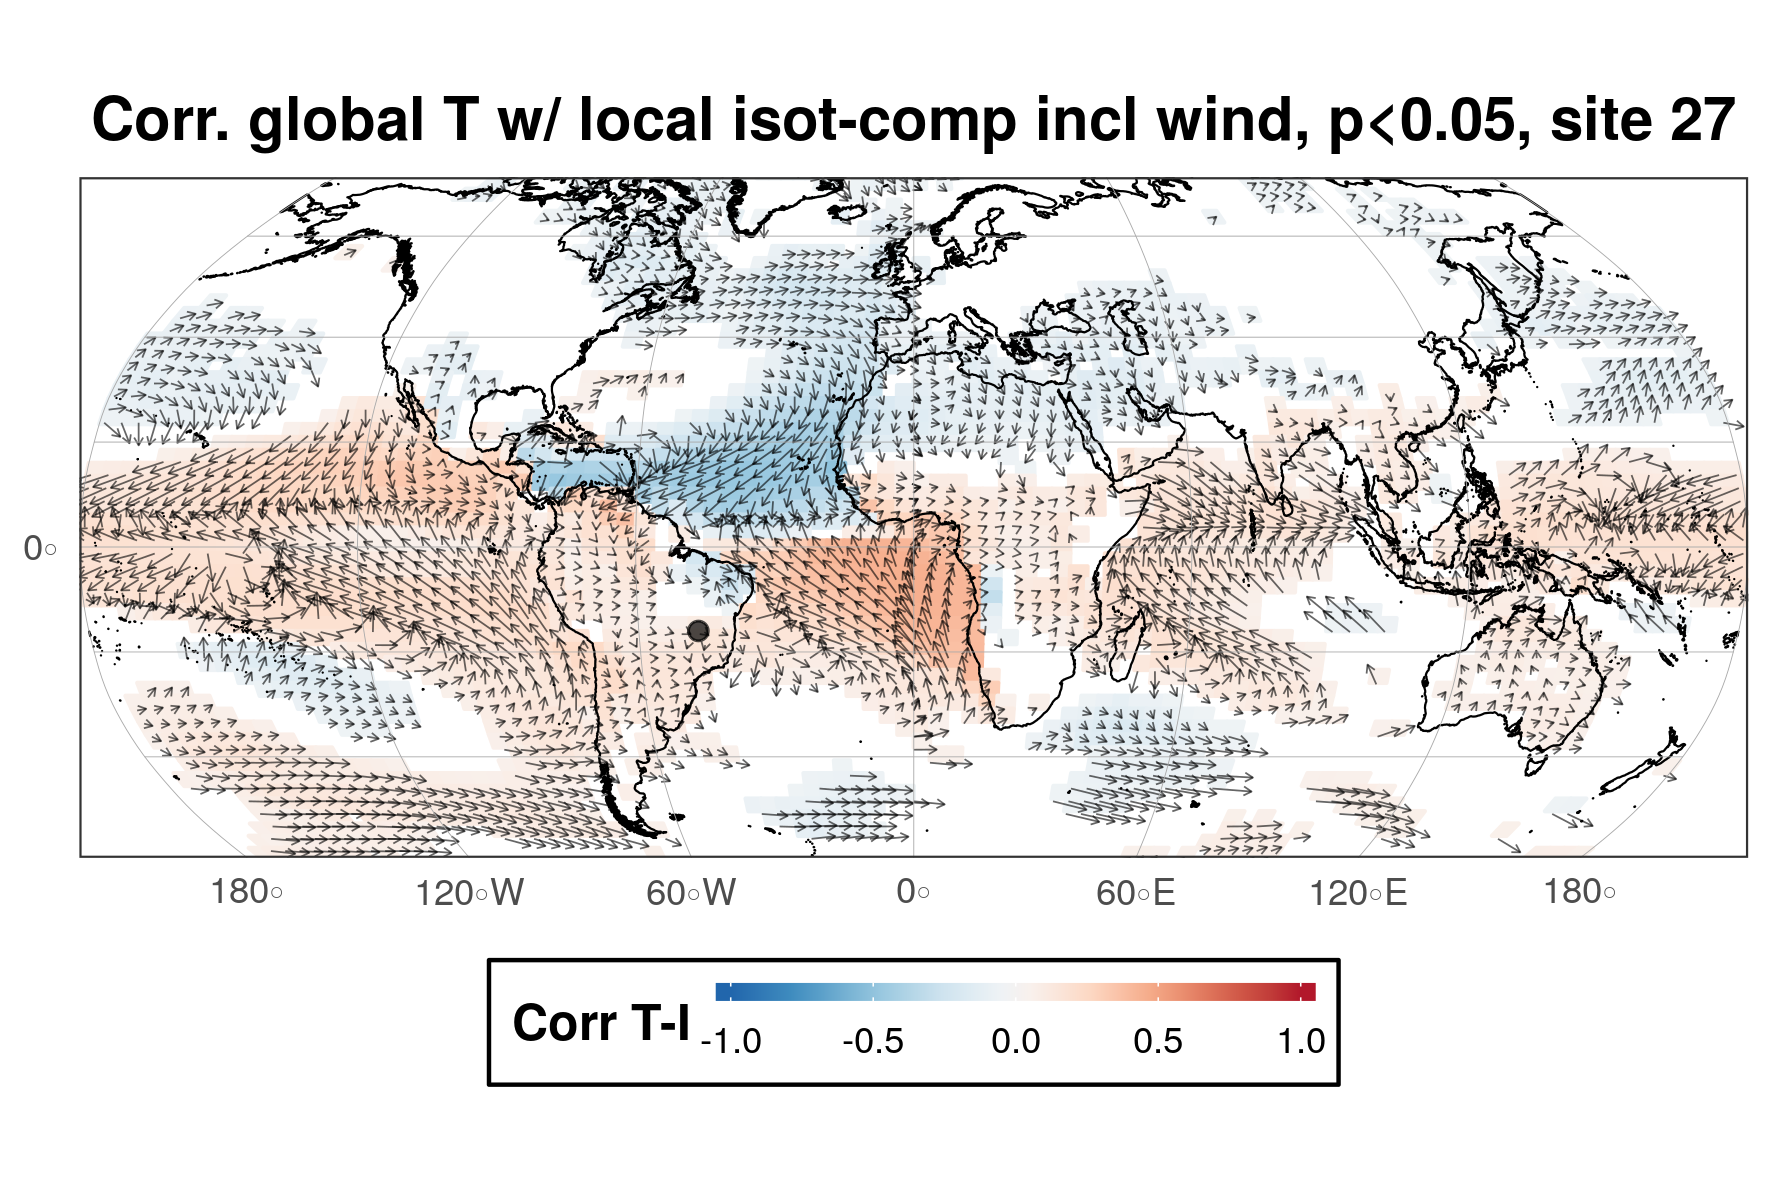 Corr. global T w/ local isot-comp incl wind, p<0.05, site 27
0°
180° 120°W 60°W 0° 60°E 120°E 180°
Corr T-I
-1.0 -0.5 0.0 0.5 1.0